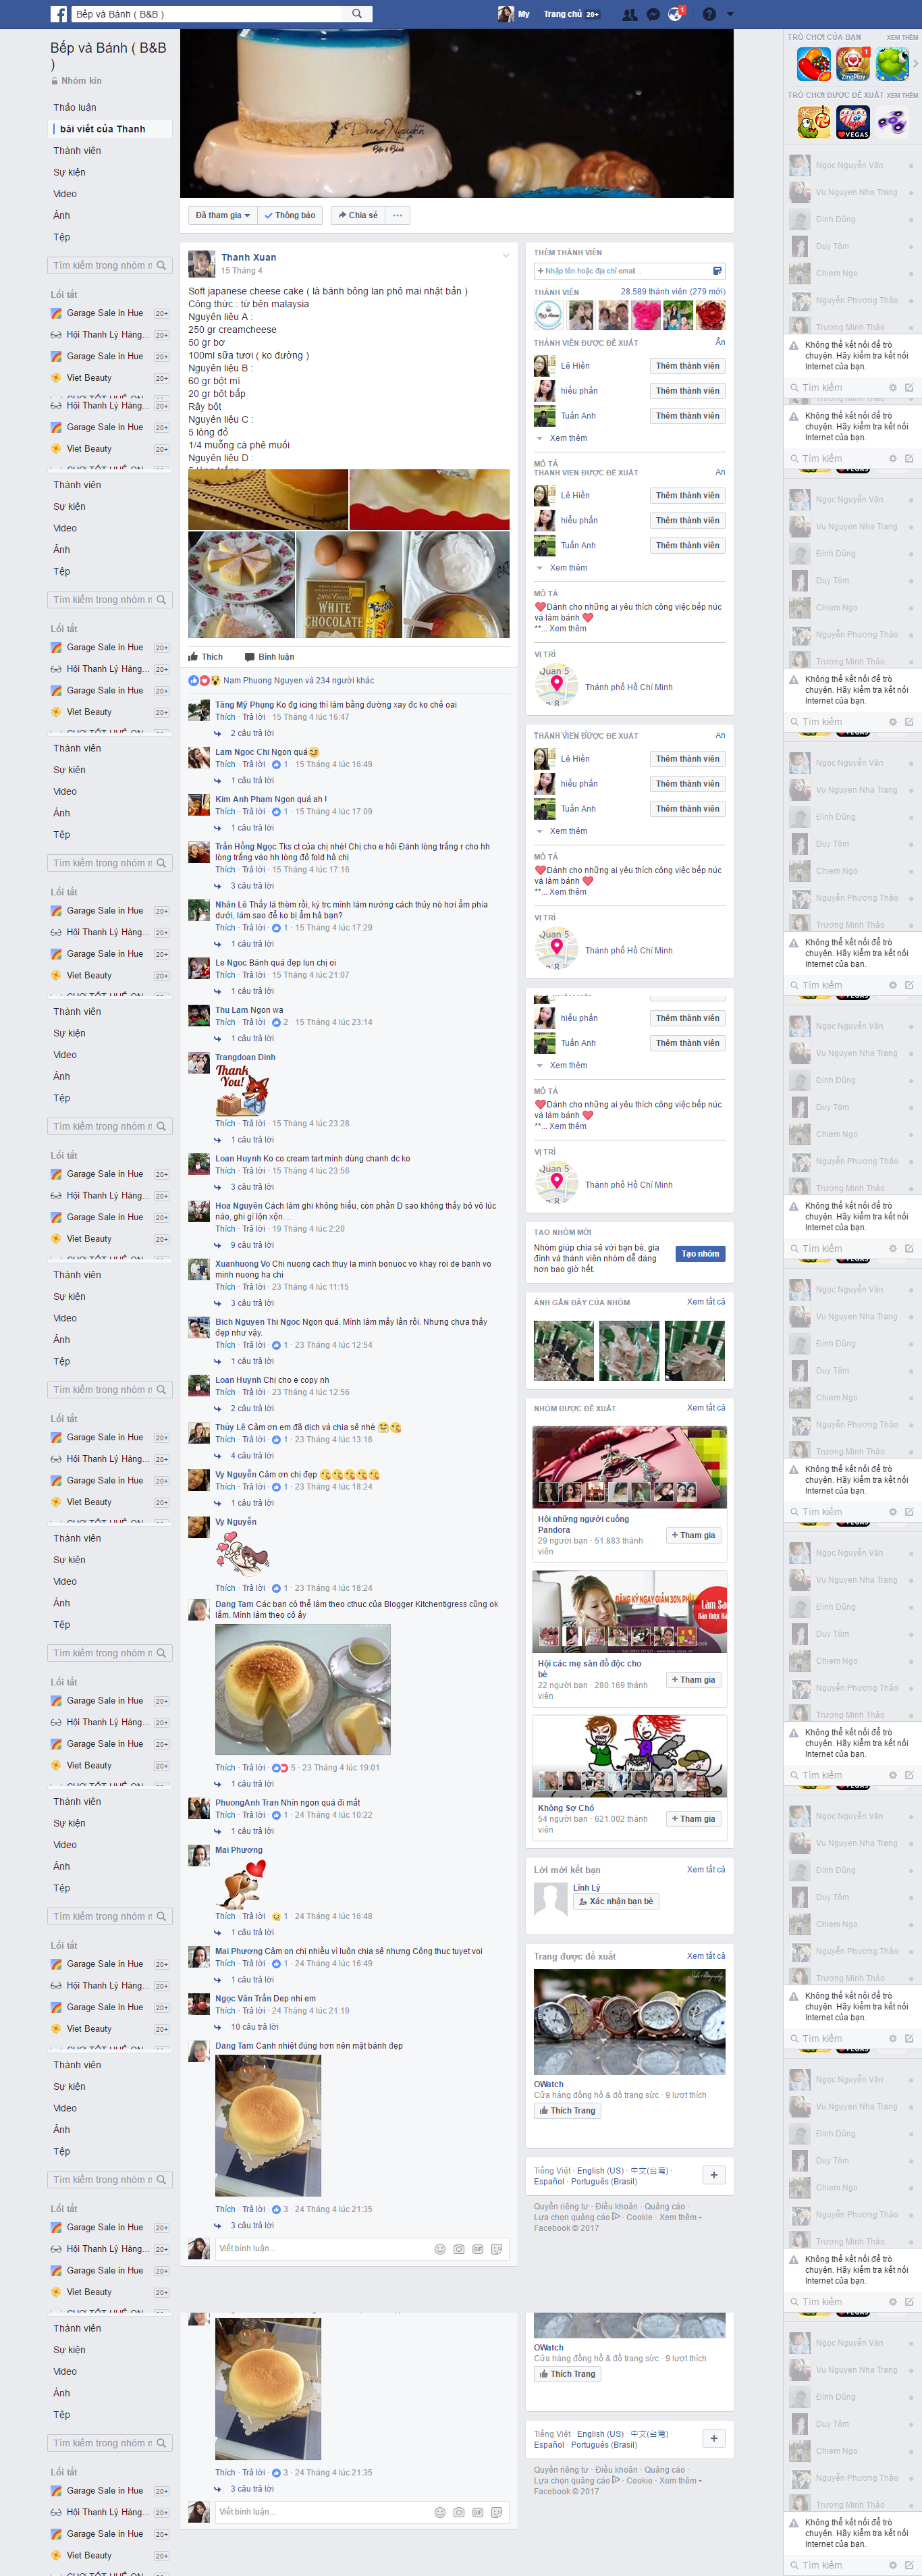 Bếp và Bánh ( B&B )
My
Trang chủ 20+
1
Bếp và Bánh ( B&B
)
Nhóm kín
Thảo luận
bài viết của Thanh
Thành viên
Sự kiện
Video
Ảnh
Tệp
Tìm kiếm trong nhóm n
Lối tắt
Garage Sale in Hue 20+
Hội Thanh Lý Hàng... 20+
Garage Sale in Hue 20+
Viet Beauty 20+
Đã tham gia
Thông báo
Chia sẻ
Thanh Xuan
15 Tháng 4
Soft japanese cheese cake ( là bánh bông lan phô mai nhật bản )
Công thức : từ bên malaysia
Nguyên liệu A :
250 gr creamcheese
50 gr bơ
100ml sữa tươi ( ko đường )
Nguyên liệu B :
60 gr bột mì
20 gr bột bắp
Rây bột
Nguyên liệu C :
5 lòng đỏ
1/4 muỗng cà phê muối
Nguyên liệu D :
WHITE
CHOCOLATE
Thích Bình luận
Nam Phuong Nguyen và 234 người khác
Tăng Mỹ Phụng Ko đg icing thì làm bằng đường xay đc ko chế oai
Thích · Trả lời · 15 Tháng 4 lúc 16:47
2 câu trả lời
Lam Ngoc Chi Ngon quá
Thích · Trả lời · 1 · 15 Tháng 4 lúc 16:49
1 câu trả lời
Kim Anh Phạm Ngon quá ah !
Thích · Trả lời · 1 · 15 Tháng 4 lúc 17:09
1 câu trả lời
Trần Hồng Ngọc Tks ct của chị nhè! Chị cho e hỏi Đánh lòng trắng r cho hh
lòng trắng vào hh lòng đỏ fold hả chị
Thích · Trả lời · 15 Tháng 4 lúc 17:16
3 câu trả lời
Nhân Lê Thấy là thèm rồi, kỳ trc mình làm nướng cách thủy nò hơi ẩm phía
dưới, làm sao để ko bị ẩm hả bạn?
Thích · Trả lời · 1 · 15 Tháng 4 lúc 17:29
1 câu trả lời
Le Ngoc Bánh quá đẹp lun chị oi
Thích · Trả lời · 15 Tháng 4 lúc 21:07
1 câu trả lời
Thu Lam Ngon wa
Thích · Trả lời · 2 · 15 Tháng 4 lúc 23:14
1 câu trả lời
Trangdoan Dinh
Thank
You!
Thích · Trả lời · 15 Tháng 4 lúc 23:28
1 câu trả lời
Loan Huynh Ko co cream tart minh dùng chanh dc ko
Thích · Trả lời · 15 Tháng 4 lúc 23:56
3 câu trả lời
Hoa Nguyên Cách làm ghi không hiểu, còn phần D sao không thấy bỏ vô lúc
nào, ghi gì lộn xộn. ..
Thích · Trả lời · 19 Tháng 4 lúc 2:20
9 câu trả lời
Xuanhuong Vo Chi nuong cach thuy la minh bonuoc vo khay roi de banh vo
minh nuong ha chi
Thích · Trả lời · 23 Tháng 4 lúc 11:15
3 câu trả lời
Bich Nguyen Thi Ngoc Ngon quá. Mình làm mấy lần rồi. Nhưng chưa thấy
đẹp như vậy.
Thích · Trả lời · 1 · 23 Tháng 4 lúc 12:54
1 câu trả lời
Loan Huynh Chị cho e copy nh
Thích · Trả lời · 23 Tháng 4 lúc 12:56
2 câu trả lời
Thủy Lê Cảm ơn em đã dịch và chia sẻ nhé
Thích · Trả lời · 1 · 23 Tháng 4 lúc 13:16
4 câu trả lời
Vy Nguyễn Cảm ơn chị đẹp
Thích · Trả lời · 1 · 23 Tháng 4 lúc 18:24
1 câu trả lời
Vy Nguyễn
Thích · Trả lời · 1 · 23 Tháng 4 lúc 18:24
Dang Tam Các bạn có thể làm theo cthuc của Blogger Kitchentigress cũng ok
lắm. Mình làm theo cô ấy
Thích · Trả lời · 5 · 23 Tháng 4 lúc 19:01
1 câu trả lời
PhuongAnh Tran Nhìn ngon quá đi mất
Thích · Trả lời · 1 · 24 Tháng 4 lúc 10:22
1 câu trả lời
Mai Phương
Thích · Trả lời · 1 · 24 Tháng 4 lúc 16:48
1 câu trả lời
Mai Phương Cảm on chị nhiều vì luôn chia sẻ nhưng Công thuc tuyet voi
Thích · Trả lời · 1 · 24 Tháng 4 lúc 16:49
1 câu trả lời
Ngọc Vân Trần Dep nhi em
Thích · Trả lời · 24 Tháng 4 lúc 21:19
10 câu trả lời
Dang Tam Canh nhiệt đúng hơn nên mặt bánh đẹp
Thích · Trả lời · 3 · 24 Tháng 4 lúc 21:35
3 câu trả lời
Viết bình luận...
THÊM THÀNH VIÊN
+ Nhập tên hoặc địa chỉ email...
THÀNH VIÊN 28.589 thành viên (279 mới)
THÀNH VIÊN ĐƯỢC ĐỀ XUẤT Ẩn
Lê Hiền Thêm thành viên
hiếu phấn Thêm thành viên
Tuấn Anh Thêm thành viên
Xem thêm
MÔ TẢ
Dành cho những ai yêu thích công việc bếp núc
và làm bánh
**... Xem thêm
VỊ TRÍ
Quan 5
Thành phố Hồ Chí Minh
TẠO NHÓM MỚI
Nhóm giúp chia sẻ với bạn bè, gia
đình và thành viên nhóm dễ dàng
hơn bao giờ hết.
Tạo nhóm
ẢNH GẦN ĐÂY CỦA NHÓM Xem tất cả
NHÓM ĐƯỢC ĐỀ XUẤT Xem tất cả
Hội những người cuồng
Pandora
29 người bạn · 51.883 thành
viên
+ Tham gia
ĐĂNG KÝ NGAY GIẢM 30% PHÍ
Hội các mẹ săn đồ độc cho
bé
22 người bạn · 280.169 thành
viên
+ Tham gia
Không Sợ Chó
54 người bạn · 621.002 thành
viên
+ Tham gia
Lời mời kết bạn Xem tất cả
Linh Lý
Xác nhận bạn bè
Trang được đề xuất Xem tất cả
OWatch
Cửa hàng đồng hồ & đồ trang sức · 9 lượt thích
Thích Trang
Tiếng Việt · English (US) · 中文(台灣) ·
Español · Português (Brasil)
Quyền riêng tư · Điều khoản · Quảng cáo ·
Lựa chọn quảng cáo · Cookie · Xem thêm
Facebook © 2017
TRÒ CHƠI CỦA BẠN XEM THÊM
ZingPlay
TRÒ CHƠI ĐƯỢC ĐỀ XUẤT XEM THÊM
VEGAS
Ngọc Nguyễn Văn
Vu Nguyen Nha Trang
Đình Dũng
Duy Tôm
Chiem Ngo
Nguyễn Phương Thảo
Trương Minh Thảo
Không thể kết nối để trò
chuyện. Hãy kiểm tra kết nối
Internet của bạn.
Tìm kiếm